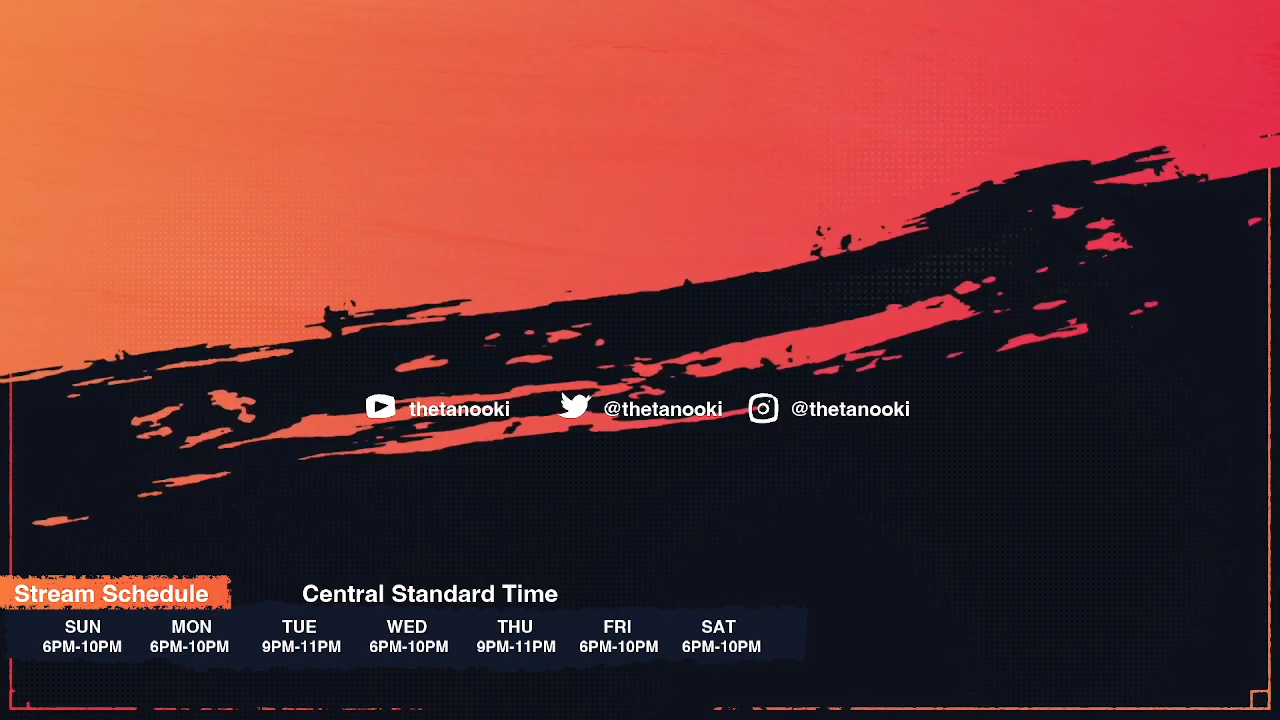 thetanooki @thetanooki @thetanooki
Stream Schedule Central Standard Time
SUN MON TUE WED THU FRI SAT
6PM-10PM 6PM-10PM 9PM-11PM 6PM-10PM 9PM-11PM 6PM-10PM 6PM-10PM